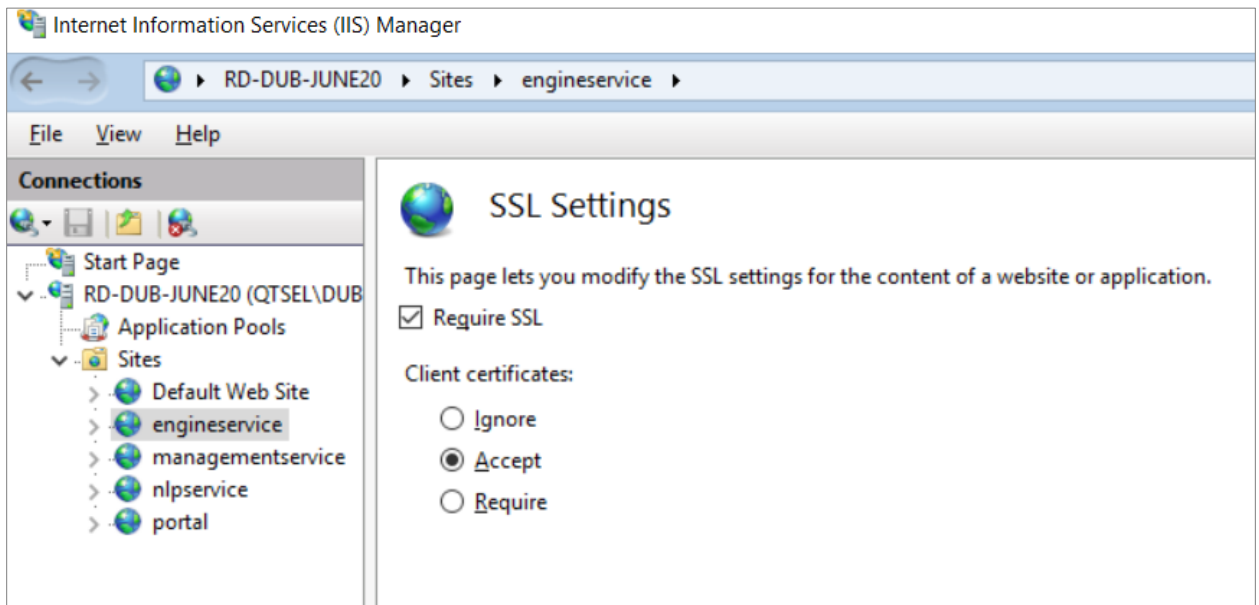 Internet Information Services (IIS) Manager
RD-DUB-JUNE20 Sites engineservice
File View Help
Connections
Start Page
RD-DUB-JUNE20 (QTSEL\DUB
Application Pools
Sites
Default Web Site
engineservice
managementservice
nlpservice
portal
SSL Settings
This page lets you modify the SSL settings for the content of a website or application.
Require SSL
Client certificates:
Ignore
Accept
Require